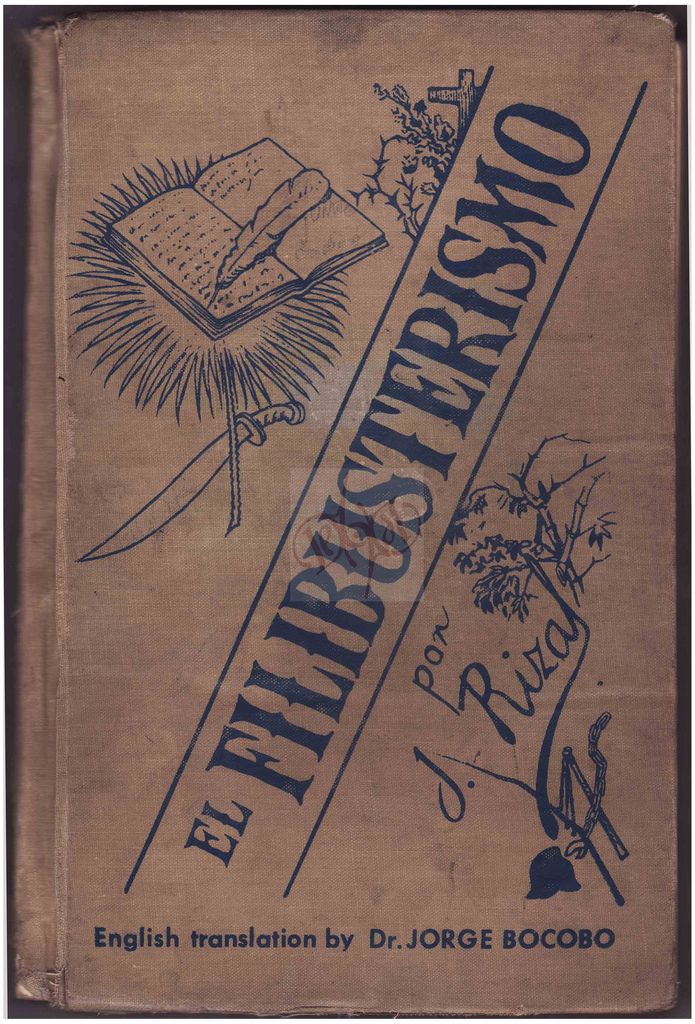 EL FILIBUSTERISMO
por
J. Rizal
English translation by Dr. JORGE BOCOBO